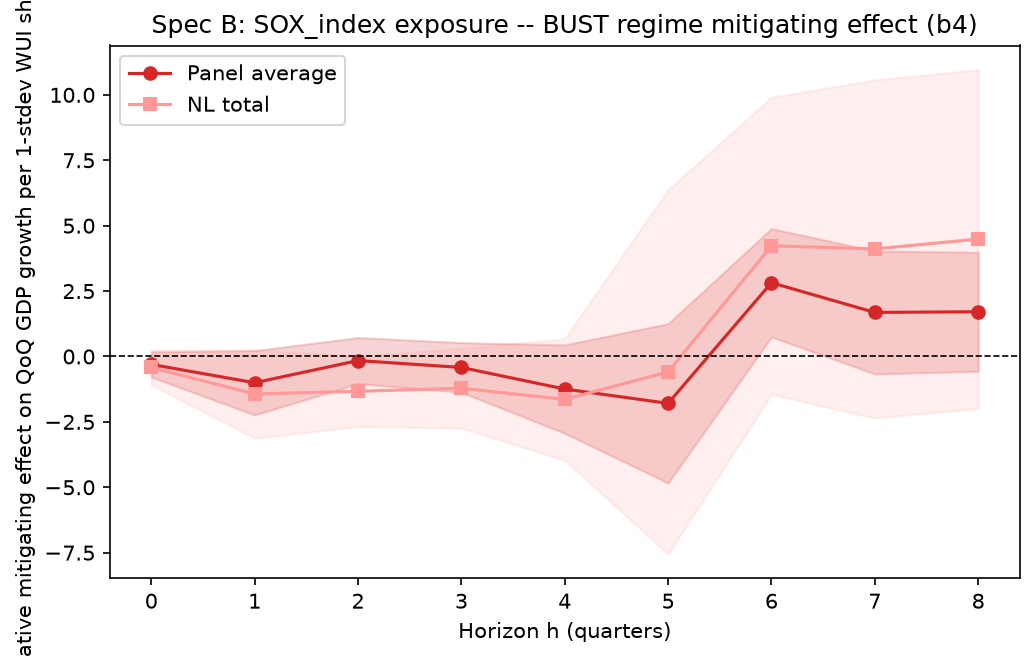 Spec B: SOX_index exposure -- BUST regime mitigating effect (b4)
Panel average
NL total
ative mitigating effect on QoQ GDP growth per 1-stdev WUI sh
10.0
7.5
5.0
2.5
0.0
−2.5
−5.0
−7.5
0 1 2 3 4 5 6 7 8
Horizon h (quarters)